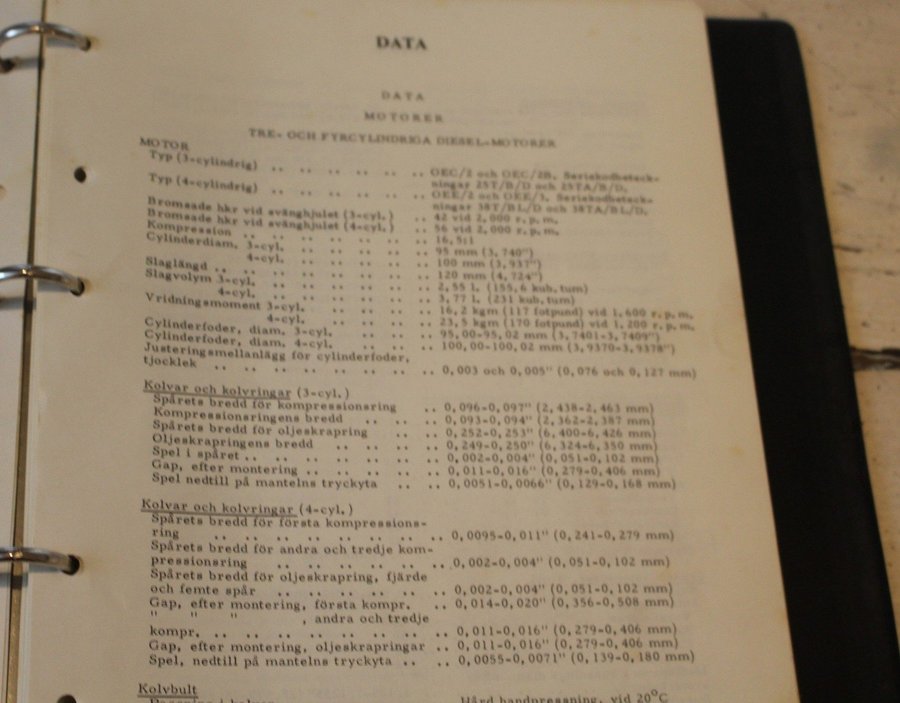 DATA
DATA
MOTORER
TRE- OCH FYRCYLINDRIGA DIESEL-MOTORER
MOTOR
Typ (3-cylindrig) .. .. .. .. .. .. OEC/2 och OEC/2B, Seriekodbeteck-
ningar 25T/B/D och 25TA/B/D,
Typ (4-cylindrig) .. .. .. .. .. .. OEE/2 och OEE/3, Seriekodbeteck-
ningar 38T/BL/D och 38TA/BL/D,
Bromsade hkr vid svänghjulet (3-cyl.) .. 42 vid 2,000 r.p.m.
Bromsade hkr vid svänghjulet (4-cyl.) .. 56 vid 2,000 r.p.m.
Kompression .. .. .. .. .. .. .. 16,5:1
Cylinderdiam. 3-cyl. .. .. .. .. .. 95 mm (3,740")
4-cyl. .. .. .. .. .. 100 mm (3,937")
Slaglängd .. .. .. .. .. .. .. .. 120 mm (4,724")
Slagvolym 3-cyl. .. .. .. .. .. .. 2,55 l. (155,6 kub.tum)
4-cyl. .. .. .. .. .. .. 3,77 l. (231 kub.tum)
Vridningsmoment 3-cyl. .. .. .. .. 16,2 kgm (117 fotpund) vid 1,600 r.p.m.
4-cyl. .. .. .. .. 23,5 kgm (170 fotpund) vid 1,200 r.p.m.
Cylinderfoder, diam. 3-cyl. .. .. .. 95,00-95,02 mm (3,7401-3,7409")
Cylinderfoder, diam. 4-cyl. .. .. .. 100,00-100,02 mm (3,9370-3,9378")
Justeringsmellanlägg för cylinderfoder,
tjocklek .. .. .. .. .. .. .. .. .. 0,003 och 0,005" (0,076 och 0,127 mm)
Kolvar och kolvringar (3-cyl.)
Spårets bredd för kompressionsring .. 0,096-0,097" (2,438-2,463 mm)
Kompressionsringens bredd .. .. .. 0,093-0,094" (2,362-2,387 mm)
Spårets bredd för oljeskrapring .. .. 0,252-0,253" (6,400-6,426 mm)
Oljeskrapringens bredd .. .. .. .. 0,249-0,250" (6,324-6,350 mm)
Spel i spåret .. .. .. .. .. .. .. 0,002-0,004" (0,051-0,102 mm)
Gap, efter montering .. .. .. .. .. 0,011-0,016" (0,279-0,406 mm)
Spel nedtill på mantelns tryckyta .. .. 0,0051-0,0066" (0,129-0,168 mm)
Kolvar och kolvringar (4-cyl.)
Spårets bredd för första kompressions-
ring .. .. .. .. .. .. .. .. 0,0095-0,011" (0,241-0,279 mm)
Spårets bredd för andra och tredje kom-
pressionsring .. .. .. .. .. .. .. 0,002-0,004" (0,051-0,102 mm)
Spårets bredd för oljeskrapring, fjärde
och femte spår .. .. .. .. .. .. 0,002-0,004" (0,051-0,102 mm)
Gap, efter montering, första kompr. .. 0,014-0,020" (0,356-0,508 mm)
" " " , andra och tredje
kompr. .. .. .. .. .. .. .. .. .. 0,011-0,016" (0,279-0,406 mm)
Gap, efter montering, oljeskrapringar .. 0,011-0,016" (0,279-0,406 mm)
Spel, nedtill på mantelns tryckyta .. .. 0,0055-0,0071" (0,139-0,180 mm)
Kolvbult
Hård handpressning, vid 20°C